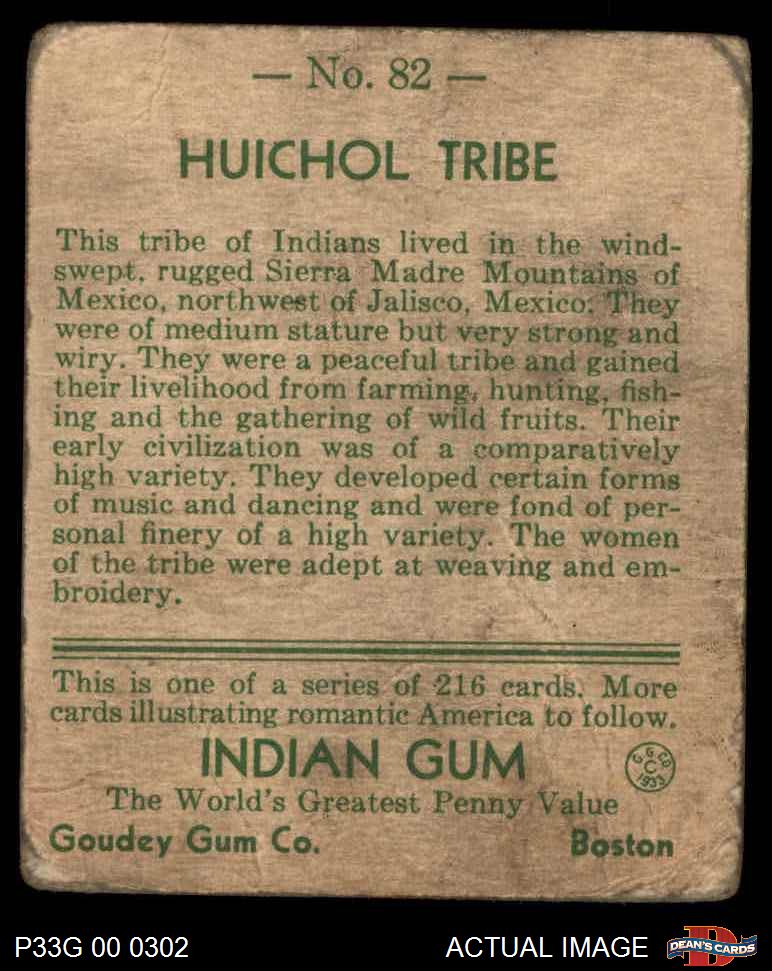 — No. 82 —
HUICHOL TRIBE
This tribe of Indians lived in the wind-
swept, rugged Sierra Madre Mountains of
Mexico, northwest of Jalisco, Mexico. They
were of medium stature but very strong and
wiry. They were a peaceful tribe and gained
their livelihood from farming, hunting, fish-
ing and the gathering of wild fruits. Their
early civilization was of a comparatively
high variety. They developed certain forms
of music and dancing and were fond of per-
sonal finery of a high variety. The women
of the tribe were adept at weaving and em-
broidery.
This is one of a series of 216 cards. More
cards illustrating romantic America to follow.
INDIAN GUM
G. G. CO.
C
1933
The World's Greatest Penny Value
Goudey Gum Co. Boston
P33G 00 0302 ACTUAL IMAGE DEAN'S CARDS